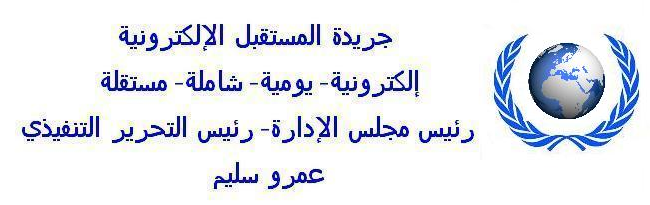 جريدة المستقبل الإلكترونية
إلكترونية- يومية- شاملة- مستقلة
رئيس مجلس الإدارة- رئيس التحرير التنفيذي
عمرو سليم